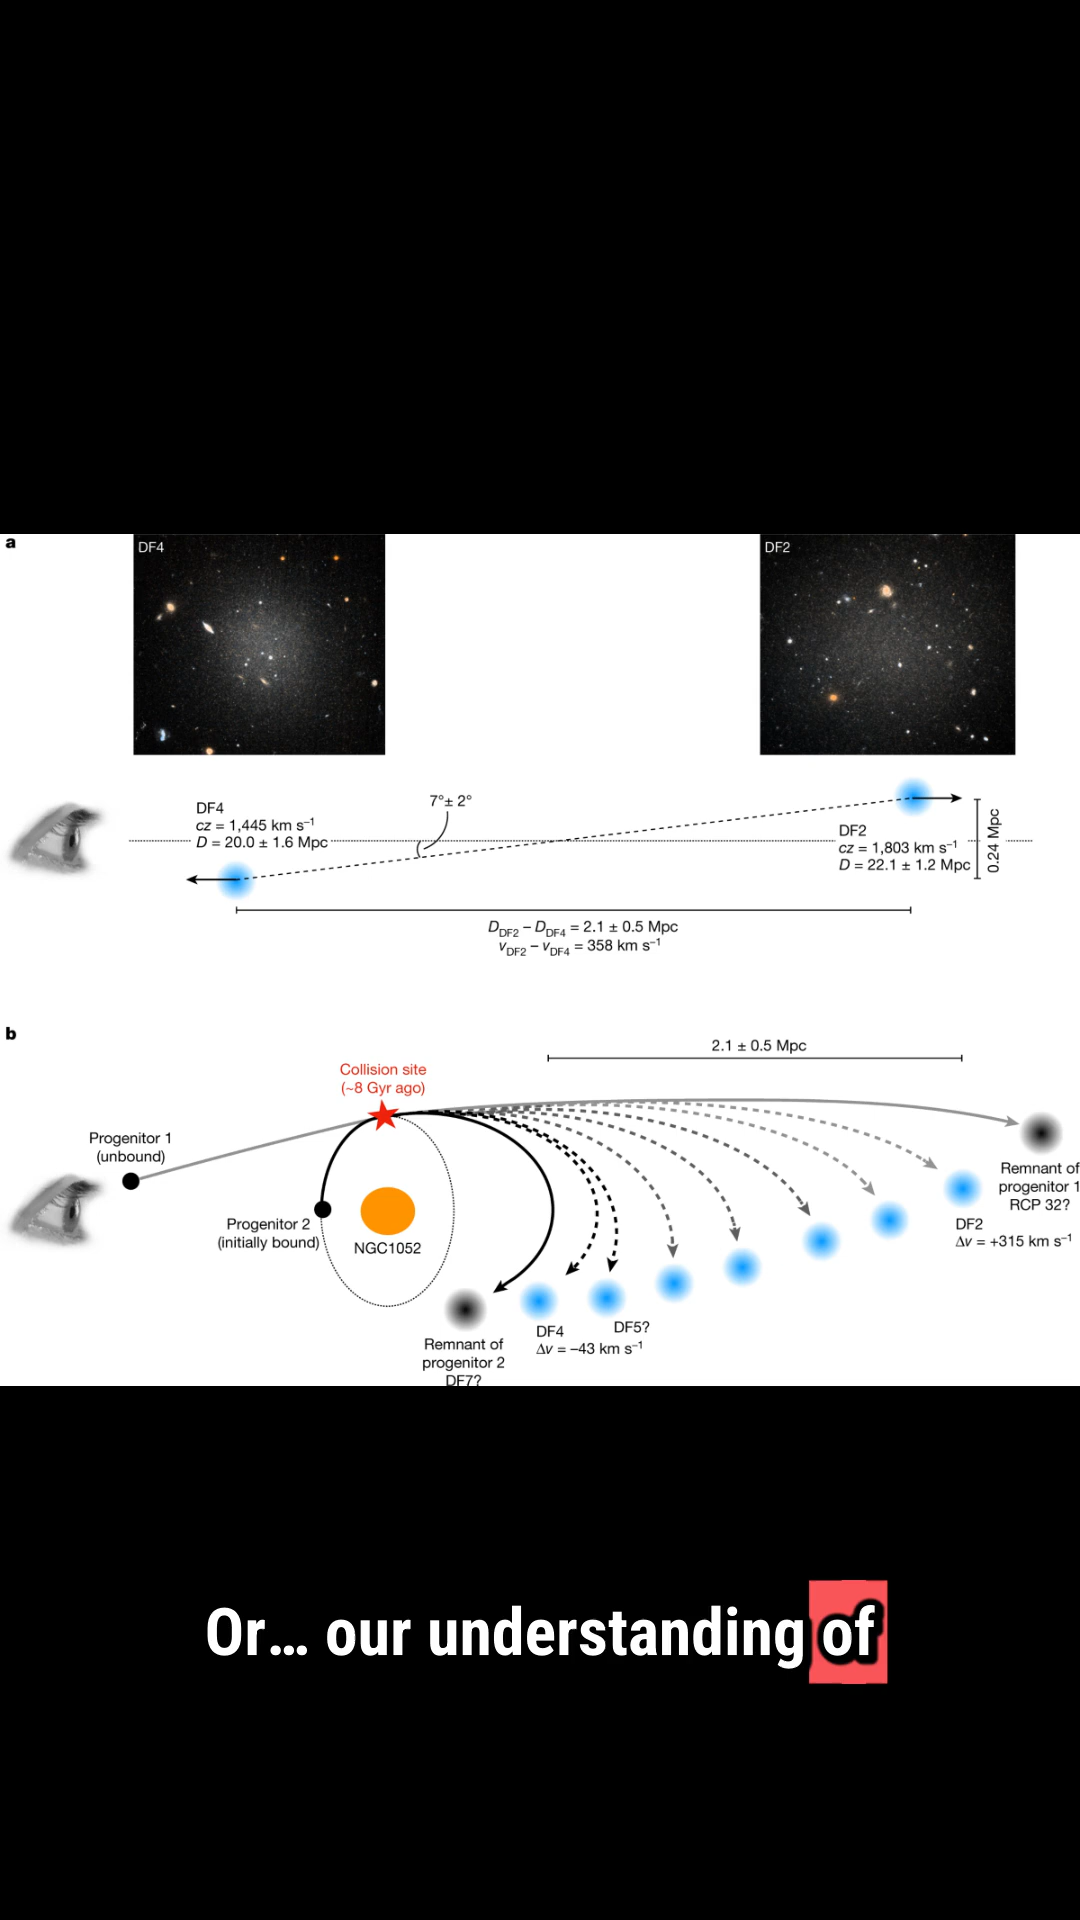 a
DF4
DF2
DF4
cz = 1,445 km s⁻¹
D = 20.0 ± 1.6 Mpc
7°± 2°
DF2
cz = 1,803 km s⁻¹
D = 22.1 ± 1.2 Mpc
0.24 Mpc
D_DF2 − D_DF4 = 2.1 ± 0.5 Mpc
v_DF2 − v_DF4 = 358 km s⁻¹
b
2.1 ± 0.5 Mpc
Collision site
(~8 Gyr ago)
Progenitor 1
(unbound)
Progenitor 2
(initially bound)
NGC1052
Remnant of
progenitor 1
RCP 32?
DF2
Δv = +315 km s⁻¹
DF5?
DF4
Δv = −43 km s⁻¹
Remnant of
progenitor 2
DF7?
Or... our understanding of